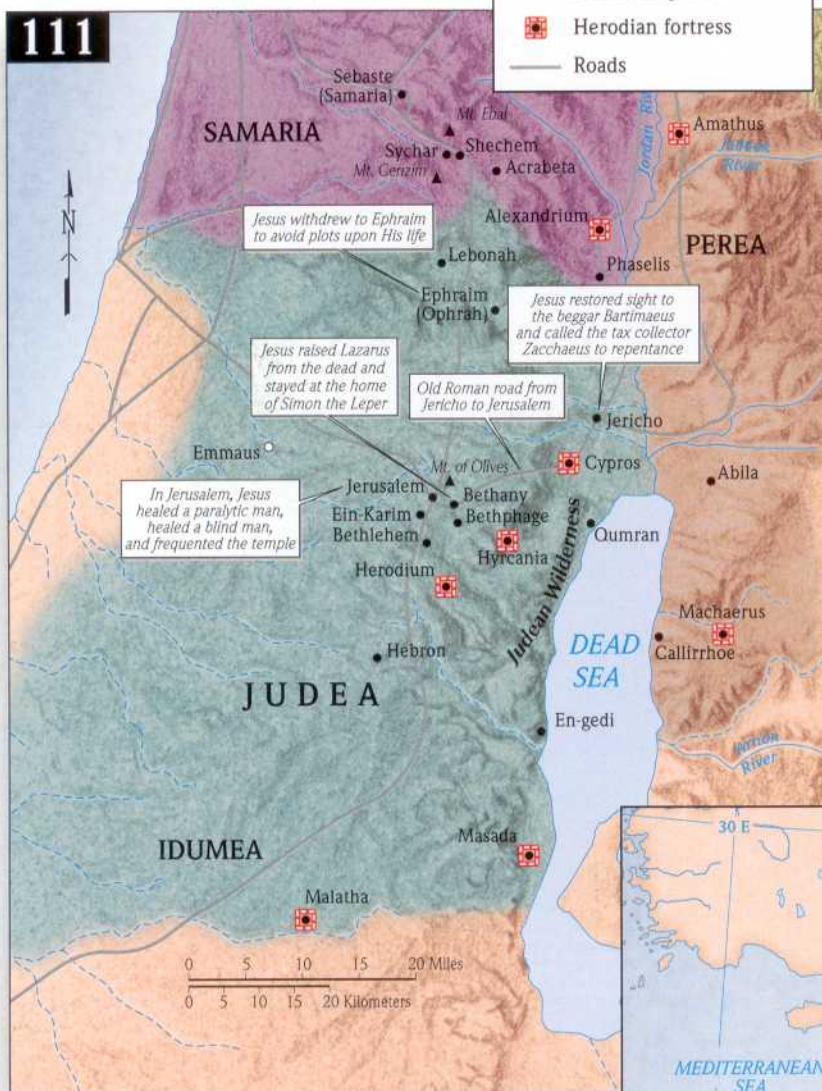 111
Herodian fortress
Roads
Sebaste
(Samaria)
Mt. Ebal
SAMARIA
Sychar
Shechem
Mt. Gerizim
Acrabeta
Jordan
Amathus
River
N
Jesus withdrew to Ephraim
to avoid plots upon His life
Alexandrium
PEREA
Lebonah
Phaselis
Ephraim
(Ophrah)
Jesus restored sight to
the beggar Bartimaeus
and called the tax collector
Zacchaeus to repentance
Jesus raised Lazarus
from the dead and
stayed at the home
of Simon the Leper
Old Roman road from
Jericho to Jerusalem
Jericho
Emmaus
Cypros
Mt. of Olives
Abila
In Jerusalem, Jesus
healed a paralytic man,
healed a blind man,
and frequented the temple
Jerusalem
Bethany
Ein-Karim
Bethphage
Bethlehem
Qumran
Hyrcania
Herodium
Judean Wilderness
Machaerus
DEAD
SEA
Callirrhoe
Hebron
JUDEA
En-gedi
River
IDUMEA
Masada
30 E
Malatha
0 5 10 15 20 Miles
0 5 10 15 20 Kilometers
MEDITERRANEAN
SEA